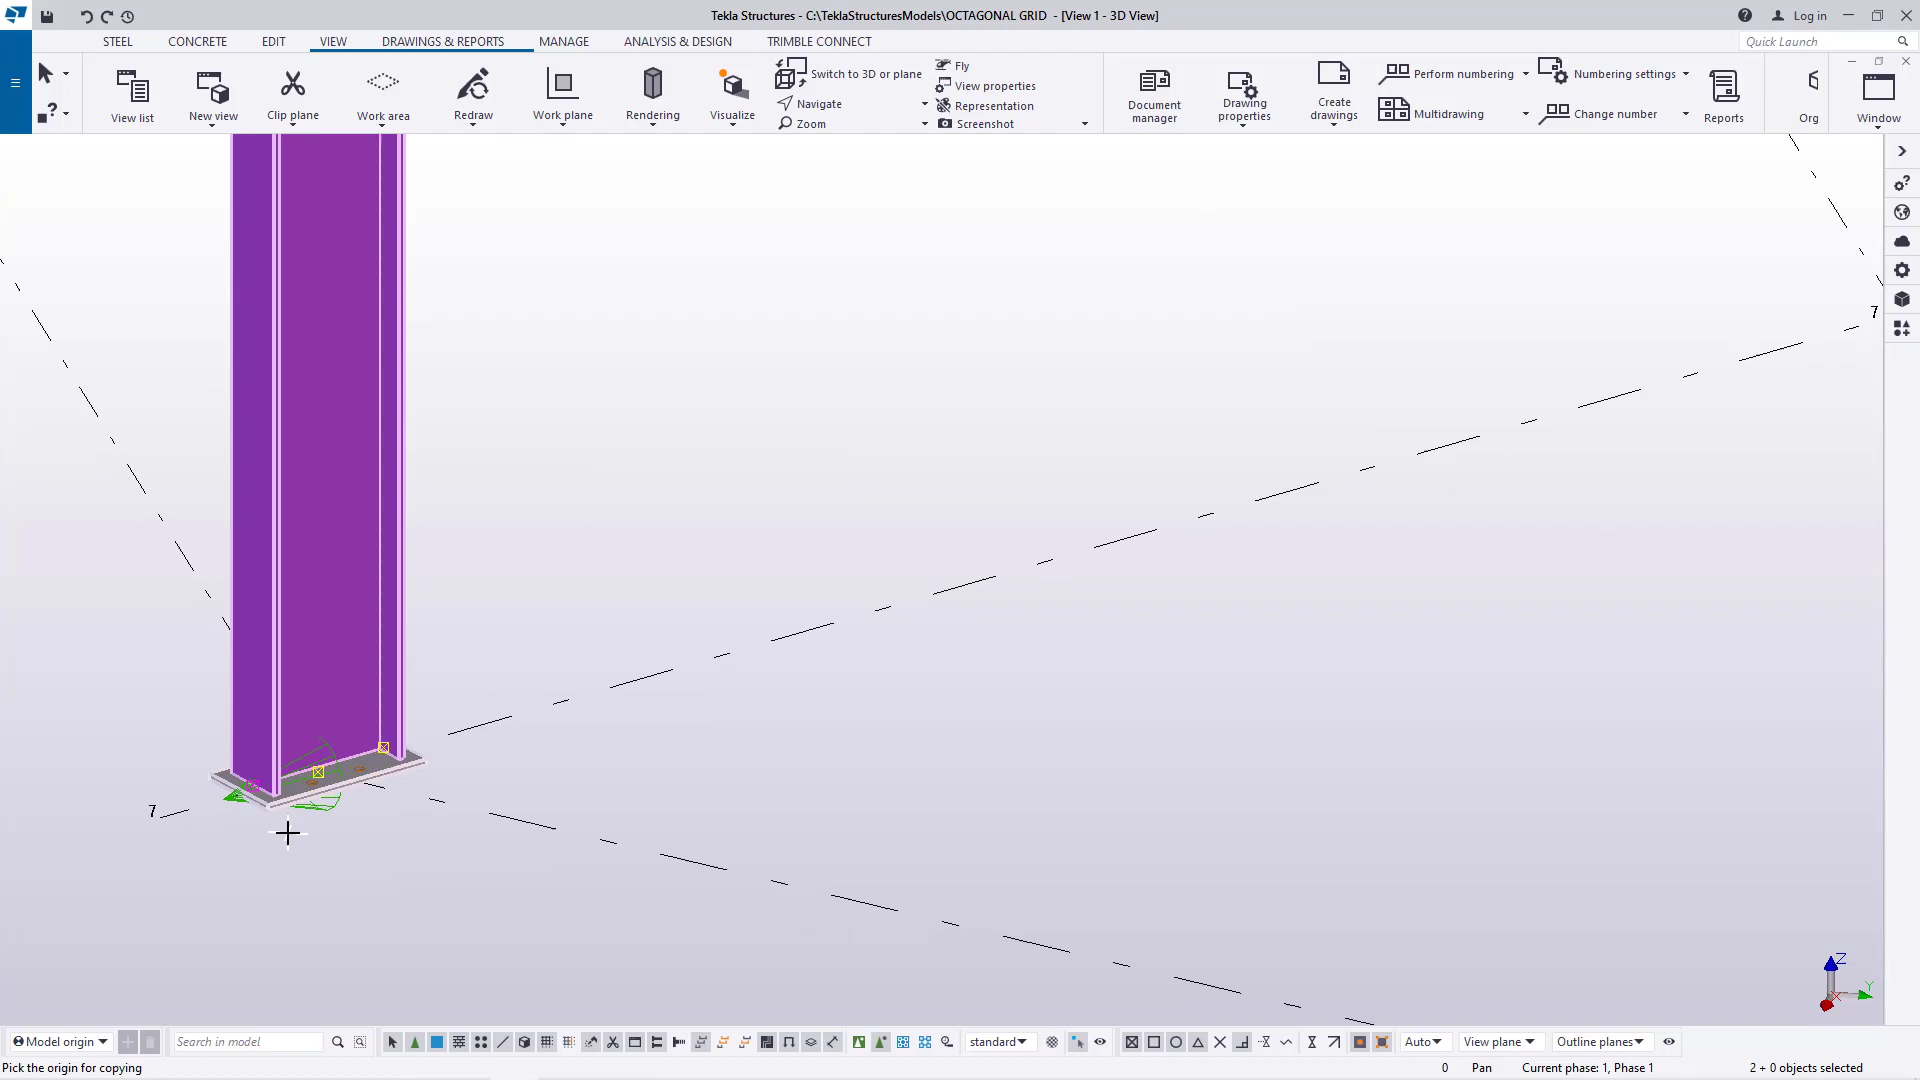 Tekla Structures - C:\TeklaStructuresModels\OCTAGONAL GRID - [View 1 - 3D View]
Log in
STEEL
CONCRETE
EDIT
VIEW
DRAWINGS & REPORTS
MANAGE
ANALYSIS & DESIGN
TRIMBLE CONNECT
Quick Launch
View list
New view
Clip plane
Work area
Redraw
Work plane
Rendering
Visualize
Switch to 3D or plane
Navigate
Zoom
Fly
View properties
Representation
Screenshot
Document manager
Drawing properties
Create drawings
Perform numbering
Multidrawing
Numbering settings
Change number
Reports
Org
Window
7
7
Z
Y
X
Model origin
Search in model
standard
Auto
View plane
Outline planes
Pick the origin for copying
0
Pan
Current phase: 1, Phase 1
2 + 0 objects selected